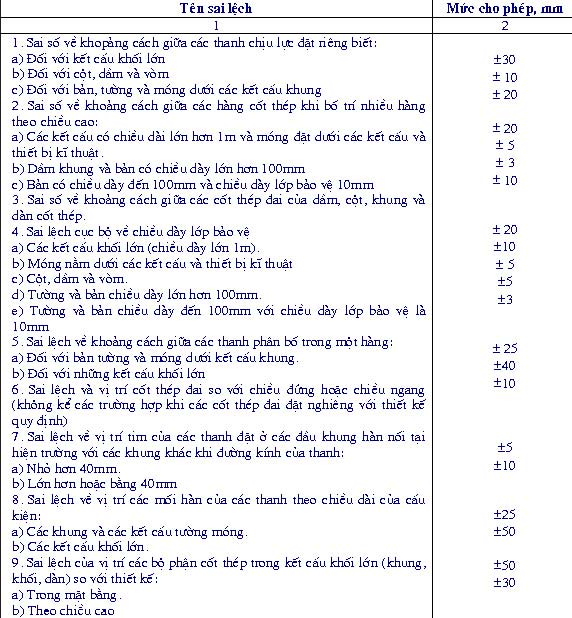 Tên sai lệch Mức cho phép, mm
1 2
1. Sai số về khopảng cách giữa các thanh chịu lực đặt riêng biệt:
a) Đối với kết cấu khối lớn ±30
b) Đối với cột, dầm và vòm ± 10
c) Đối với bản, tường và móng dưới các kết cấu khung ± 20
2. Sai số về khoảng cách giữa các hàng cốt thép khi bố trí nhiều hàng
theo chiều cao:
a) Các kết cấu có chiều dài lớn hơn 1m và móng đặt dưới các kết cấu và ± 20
thiết bị kĩ thuật. ± 5
b) Dầm khung và bản có chiều dày lớn hơn 100mm ± 3
c) Bản có chiều dày đến 100mm và chiều dày lớp bảo vệ 10mm ± 10
3. Sai số về khoảng cách giữa các cốt thép đai của dầm, cột, khung và
dàn cốt thép.
4. Sai lệch cục bộ về chiều dày lớp bảo vệ ± 20
a) Các kết cấu khối lớn (chiều dày lớn 1m). ±10
b) Móng nằm dưới các kết cấu và thiết bị kĩ thuật ± 5
c) Cột, dầm và vòm. ±5
d) Tường và bản chiều dày lớn hơn 100mm. ±3
e) Tường và bản chiều dày đến 100mm với chiều dày lớp bảo vệ là
10mm
5. Sai lệch về khoảng cách giữa các thanh phân bố trong một hàng: ± 25
a) Đối với bản tường và móng dưới kết cấu khung. ±40
b) Đối với những kết cấu khối lớn ±10
6. Sai lệch và vị trí cốt thép đai so với chiều đứng hoặc chiều ngang
(không kể các trường hợp khi các cốt thép đai đặt nghiêng với thiết kế
quy định)
7. Sai lệch về vị trí tim của các thanh đặt ở các đầu khung hàn nối tại ±5
hiện trường với các khung khác khi đường kính của thanh:
a) Nhỏ hơn 40mm. ±10
b) Lớn hơn hoặc bằng 40mm
8. Sai lệch về vị trí các mối hàn của các thanh theo chiều dài của cấu
kiện: ±25
a) Các khung và các kết cấu tường móng. ±50
b) Các kết cấu khối lớn.
9. Sai lệch của vị trí các bộ phận cốt thép trong kết cấu khối lớn (khung, ±50
khối, dàn) so với thiết kế: ±30
a) Trong mặt bằng.
b) Theo chiều cao